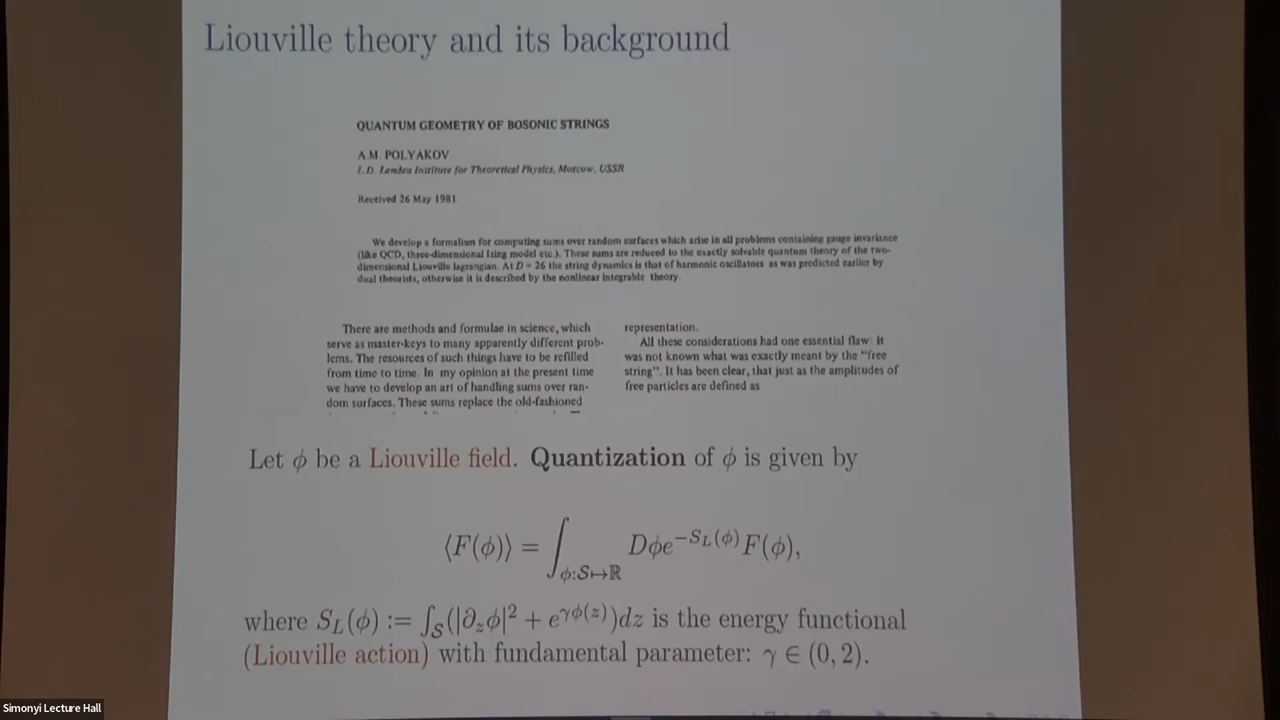 Liouville theory and its background
QUANTUM GEOMETRY OF BOSONIC STRINGS
A.M. POLYAKOV
L.D. Landau Institute for Theoretical Physics, Moscow, USSR
Received 26 May 1981
We develop a formalism for computing sums over random surfaces which arise in all problems containing gauge invariance
(like QCD, three-dimensional Ising model etc.). These sums are reduced to the exactly solvable quantum theory of the two-
dimensional Liouville lagrangian. At D = 26 the string dynamics is that of harmonic oscillators as was predicted earlier by
dual theorists, otherwise it is described by the nonlinear integrable theory.
There are methods and formulae in science, which
serve as master-keys to many apparently different prob-
lems. The resources of such things have to be refilled
from time to time. In my opinion at the present time
we have to develop an art of handling sums over ran-
dom surfaces. These sums replace the old-fashioned
representation.
All these considerations had one essential flaw: it
was not known what was exactly meant by the "free
string". It has been clear, that just as the amplitudes of
free particles are defined as
Let ϕ be a Liouville field. Quantization of ϕ is given by
⟨F(ϕ)⟩ = ∫_{ϕ:S↦ℝ} Dϕe^{−S_L(ϕ)}F(ϕ),
where S_L(ϕ) := ∫_S(|∂_zϕ|² + e^{γϕ(z)})dz is the energy functional
(Liouville action) with fundamental parameter: γ ∈ (0, 2).
Simonyi Lecture Hall